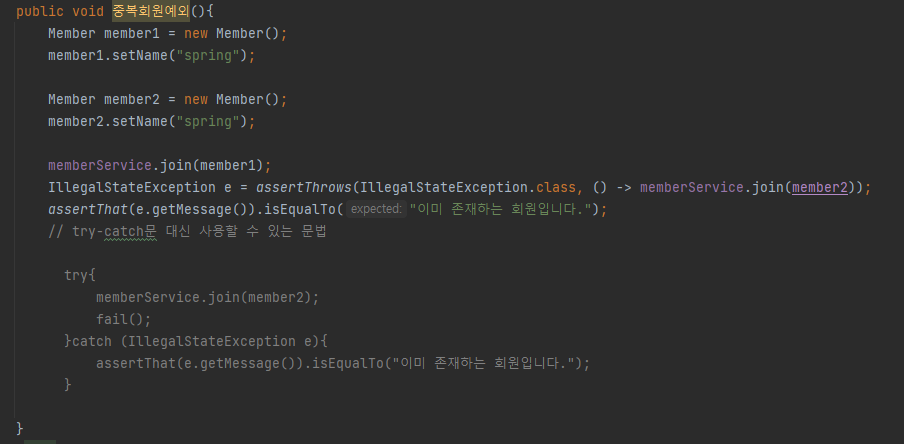 public void 중복회원예외(){
Member member1 = new Member();
member1.setName("spring");
Member member2 = new Member();
member2.setName("spring");
memberService.join(member1);
IllegalStateException e = assertThrows(IllegalStateException.class, () -> memberService.join(member2));
assertThat(e.getMessage()).isEqualTo( expected: "이미 존재하는 회원입니다.");
// try-catch문 대신 사용할 수 있는 문법
try{
memberService.join(member2);
fail();
}catch (IllegalStateException e){
assertThat(e.getMessage()).isEqualTo("이미 존재하는 회원입니다.");
}
}